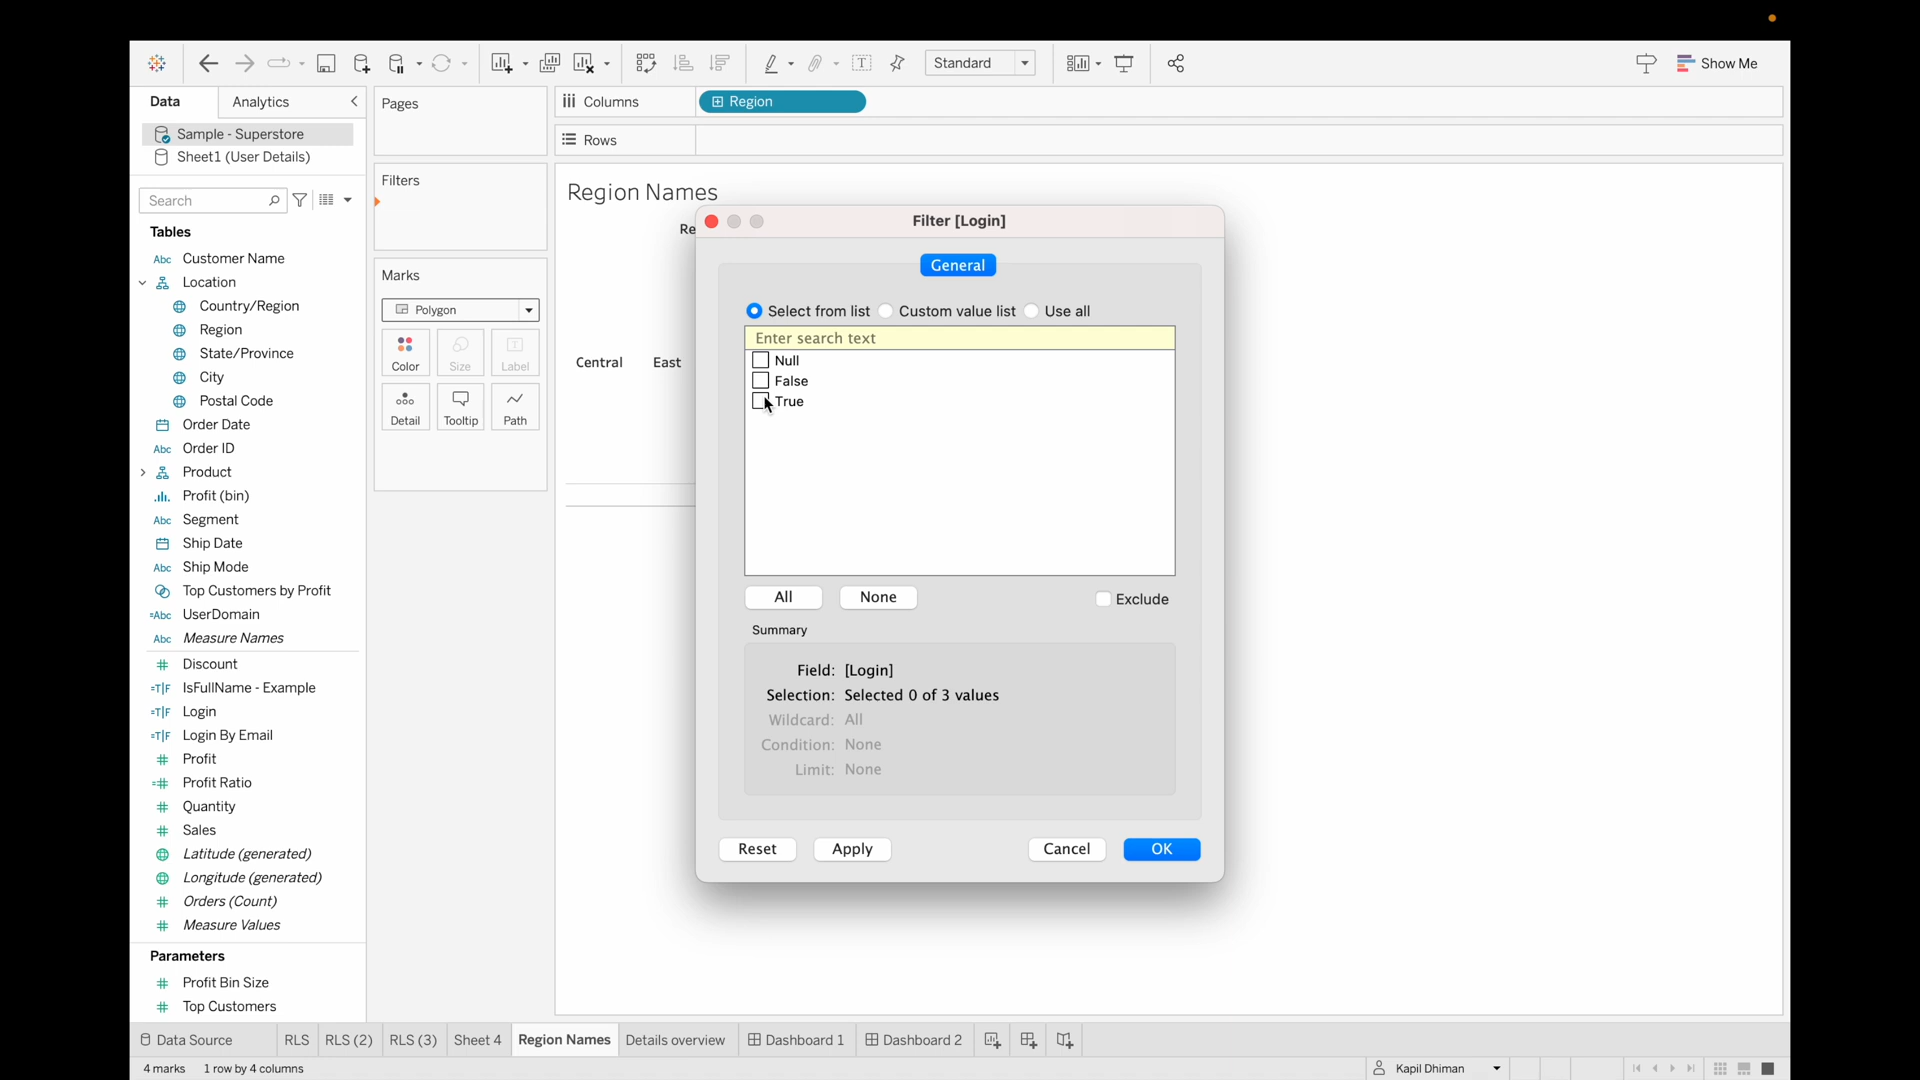 Standard
Show Me
Data
Analytics
Sample - Superstore
Sheet1 (User Details)
Search
Tables
Abc Customer Name
Location
Country/Region
Region
State/Province
City
Postal Code
Order Date
Abc Order ID
Product
Profit (bin)
Abc Segment
Ship Date
Abc Ship Mode
Top Customers by Profit
=Abc UserDomain
Abc Measure Names
# Discount
=T|F IsFullName - Example
=T|F Login
=T|F Login By Email
# Profit
=# Profit Ratio
# Quantity
# Sales
Latitude (generated)
Longitude (generated)
# Orders (Count)
# Measure Values
Parameters
# Profit Bin Size
# Top Customers
Pages
Filters
Marks
Polygon
Color Size Label
Detail Tooltip Path
Columns
Region
Rows
Region Names
Re
Central East
Filter [Login]
General
Select from list Custom value list Use all
Enter search text
Null
False
True
All None Exclude
Summary
Field: [Login]
Selection: Selected 0 of 3 values
Wildcard: All
Condition: None
Limit: None
Reset Apply Cancel OK
Data Source RLS RLS (2) RLS (3) Sheet 4 Region Names Details overview Dashboard 1 Dashboard 2
4 marks 1 row by 4 columns Kapil Dhiman